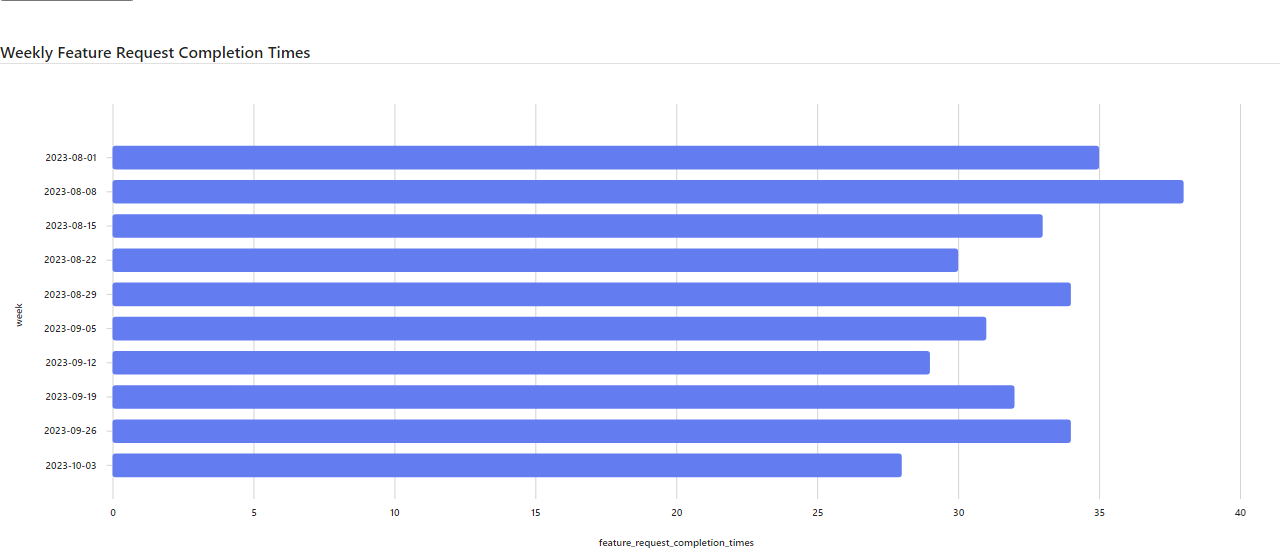 Weekly Feature Request Completion Times
2023-08-01
2023-08-08
2023-08-15
2023-08-22
2023-08-29
2023-09-05
2023-09-12
2023-09-19
2023-09-26
2023-10-03
week
0 5 10 15 20 25 30 35 40
feature_request_completion_times